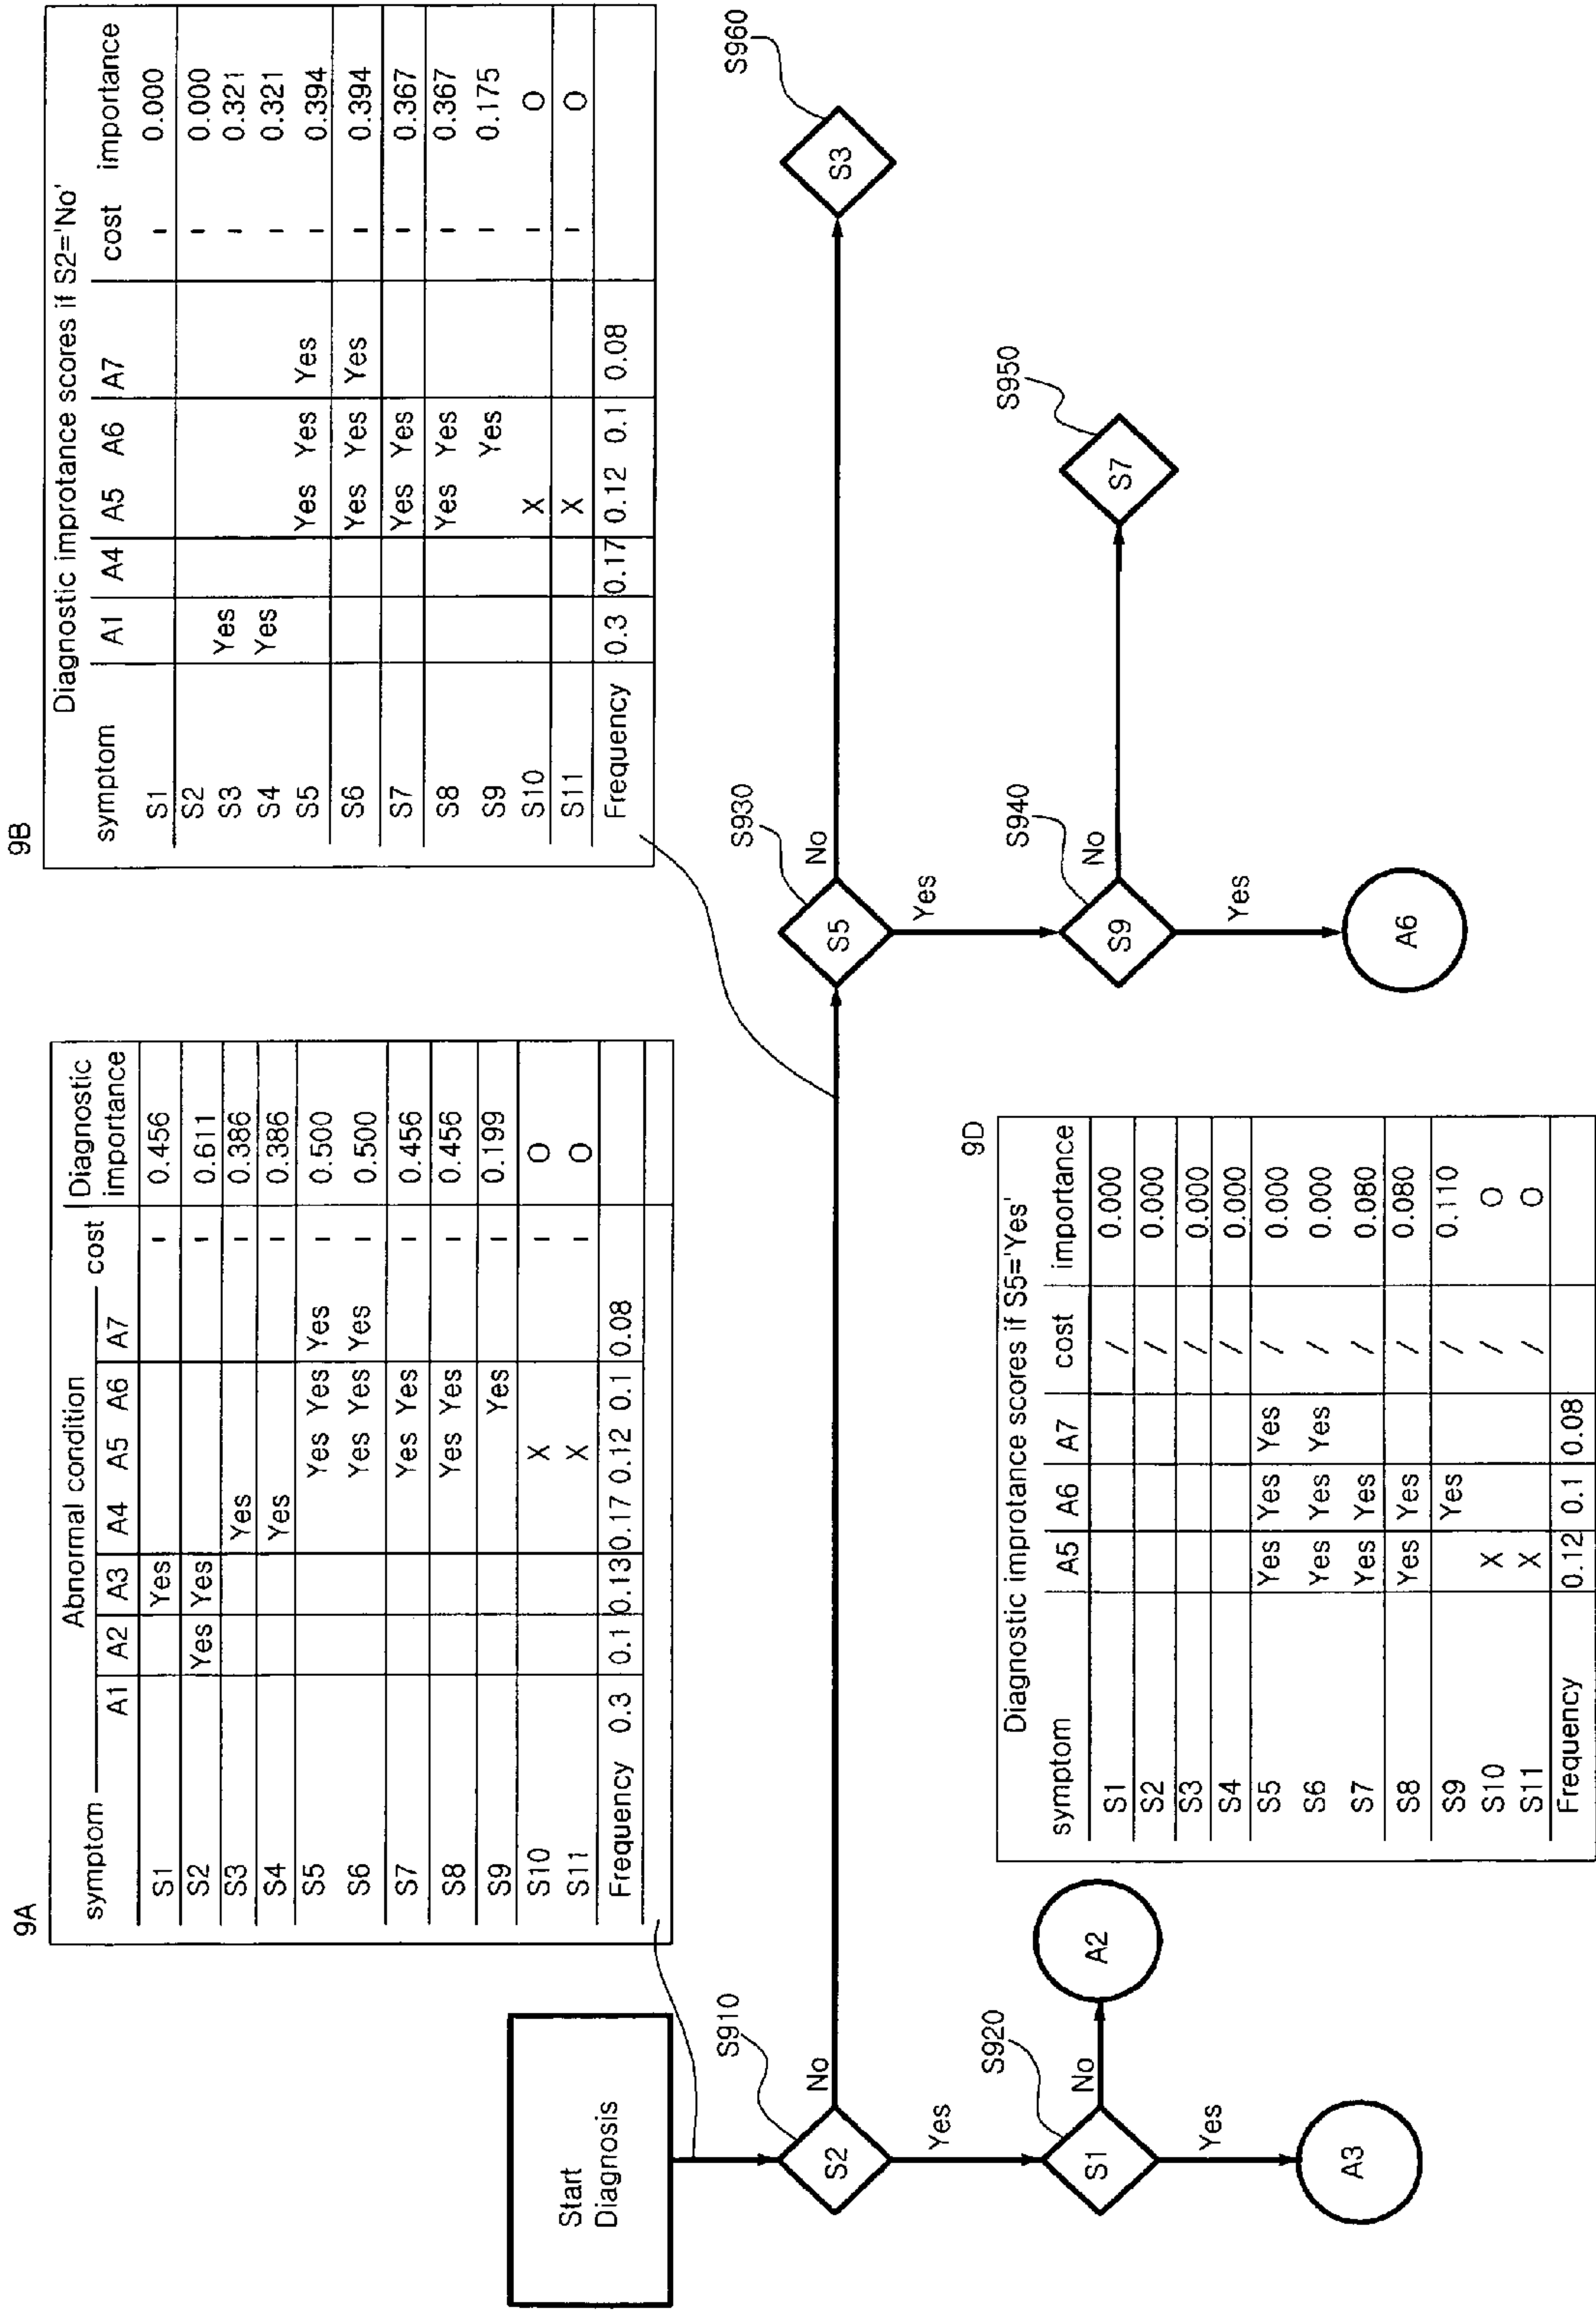 9A
Abnormal condition
symptom A1 A2 A3 A4 A5 A6 A7 cost Diagnostic importance
S1 Yes - 0.456
S2 Yes Yes - 0.611
S3 Yes - 0.386
S4 Yes - 0.386
S5 Yes Yes Yes - 0.500
S6 Yes Yes Yes - 0.500
S7 Yes Yes - 0.456
S8 Yes Yes - 0.456
S9 Yes - 0.199
S10 X - O
S11 X - O
Frequency 0.3 0.1 0.13 0.17 0.12 0.1 0.08
9B
Diagnostic improtance scores if S2='No'
symptom A1 A4 A5 A6 A7 cost importance
S1 - 0.000
S2 - 0.000
S3 Yes - 0.321
S4 Yes - 0.321
S5 Yes Yes Yes - 0.394
S6 Yes Yes Yes - 0.394
S7 Yes Yes - 0.367
S8 Yes Yes - 0.367
S9 Yes - 0.175
S10 X - O
S11 X - O
Frequency 0.3 0.17 0.12 0.1 0.08
Start
Diagnosis
S910
S2
No
Yes
S930
S5
No
Yes
S960
S3
S920
S1
No
Yes
A2
A3
S940
S9
No
Yes
S950
S7
A6
9D
Diagnostic improtance scores if S5='Yes'
symptom A5 A6 A7 cost importance
S1 / 0.000
S2 / 0.000
S3 / 0.000
S4 / 0.000
S5 Yes Yes Yes / 0.000
S6 Yes Yes Yes / 0.000
S7 Yes Yes / 0.080
S8 Yes Yes / 0.080
S9 Yes / 0.110
S10 X / O
S11 X / O
Frequency 0.12 0.1 0.08